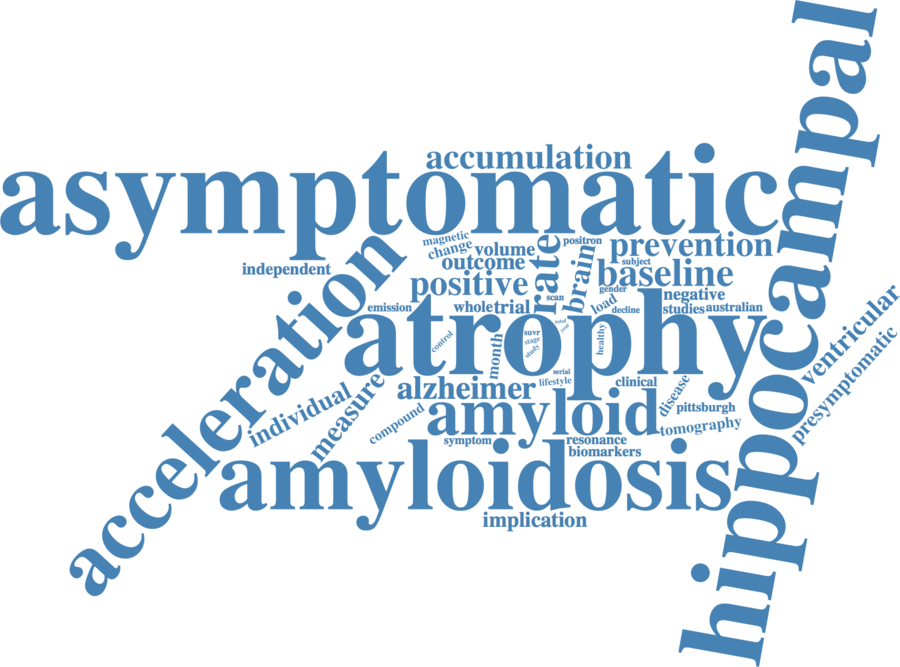 hippocampal
accumulation
asymptomatic
magnetic
change
volume
rate
positron
brain
prevention
independent
outcome
subject
baseline
acceleration
positive
gender
negative
scan
load
emission
whole
trial
decline
studies
australian
ventricular
atrophy
presymptomatic
control
month
suvr
stage
study
total
year
healthy
serial
lifestyle
clinical
alzheimer
disease
individual
measure
compound
amyloid
pittsburgh
tomography
symptom
resonance
biomarkers
amyloidosis
implication